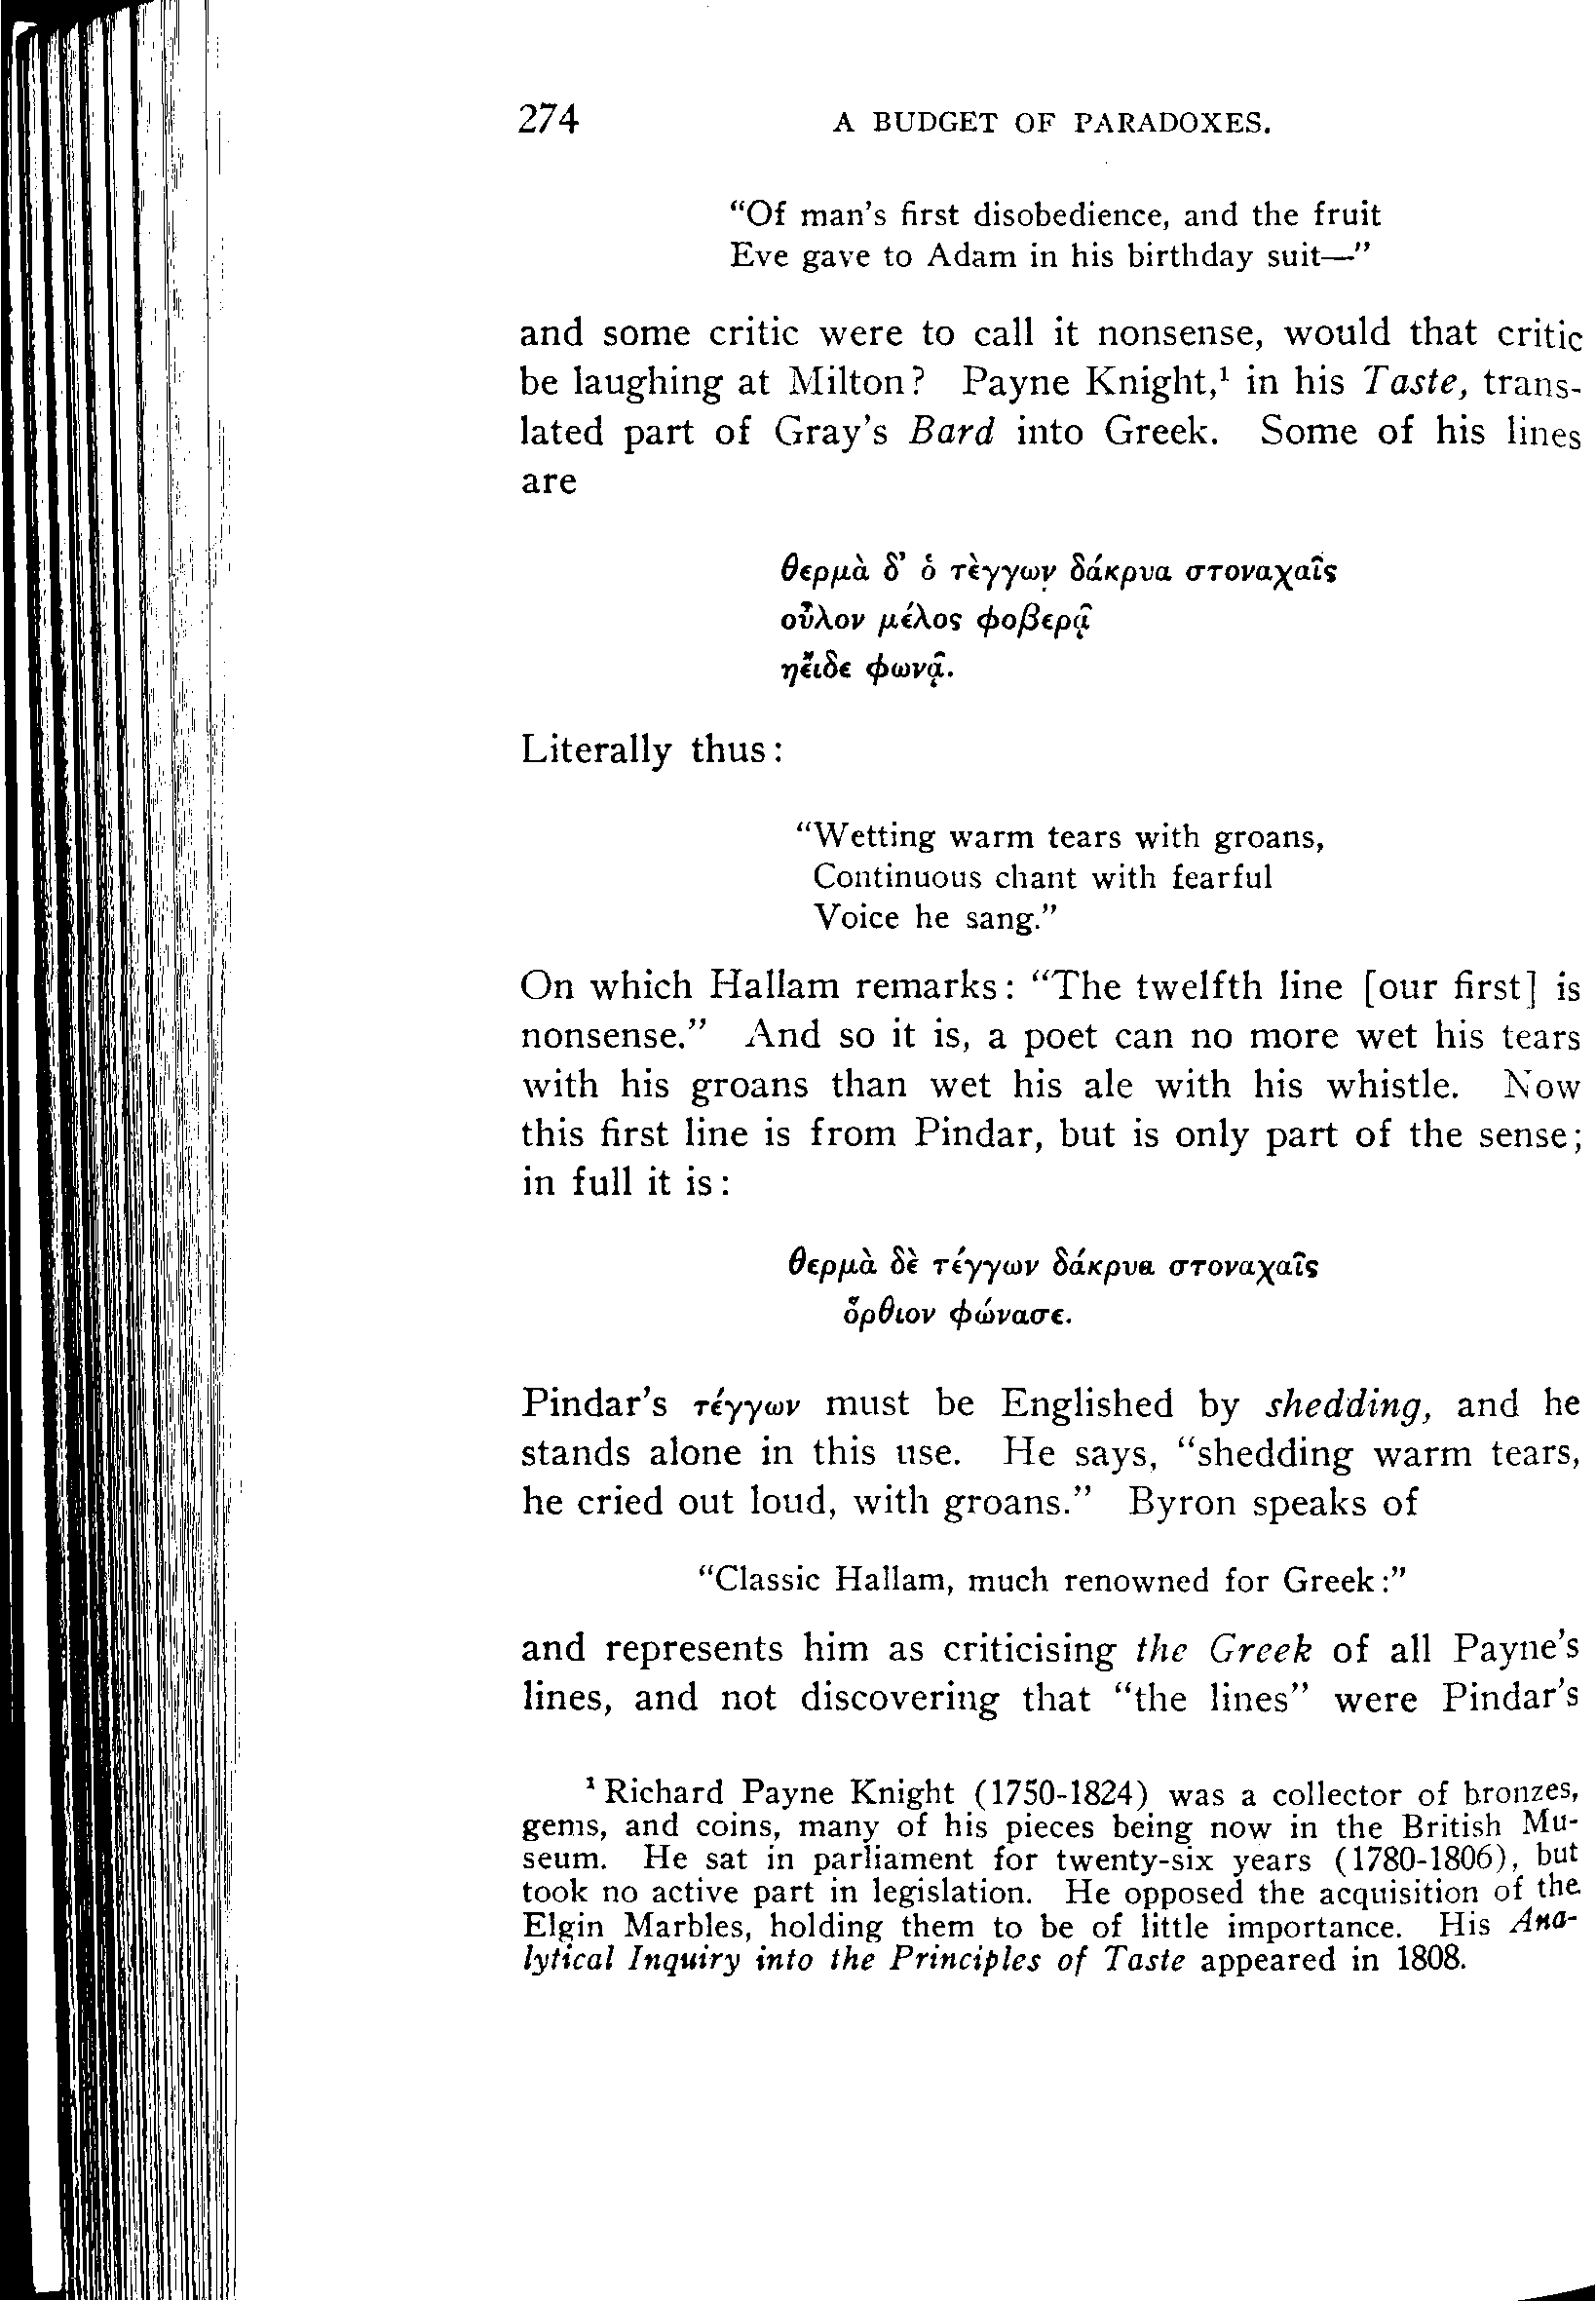 274 A BUDGET OF PARADOXES.
“Of man’s first disobedience, and the fruit
Eve gave to Adam in his birthday suit—”
and some critic were to call it nonsense, would that critic
be laughing at Milton? Payne Knight,¹ in his Taste, trans-
lated part of Gray’s Bard into Greek. Some of his lines
are
θερμὰ δ’ ὁ τὲγγων δάκρυα στοναχαῖς
οὖλον μέλος φοβερᾷ
ηἔιδε φωνᾷ.
Literally thus:
“Wetting warm tears with groans,
Continuous chant with fearful
Voice he sang.”
On which Hallam remarks: “The twelfth line [our first] is
nonsense.” And so it is, a poet can no more wet his tears
with his groans than wet his ale with his whistle. Now
this first line is from Pindar, but is only part of the sense;
in full it is:
θερμὰ δὲ τέγγων δάκρυα στοναχαῖς
ὄρθιον φώνασε.
Pindar’s τέγγων must be Englished by shedding, and he
stands alone in this use. He says, “shedding warm tears,
he cried out loud, with groans.” Byron speaks of
“Classic Hallam, much renowned for Greek:”
and represents him as criticising the Greek of all Payne’s
lines, and not discovering that “the lines” were Pindar’s
¹ Richard Payne Knight (1750-1824) was a collector of bronzes,
gems, and coins, many of his pieces being now in the British Mu-
seum. He sat in parliament for twenty-six years (1780-1806), but
took no active part in legislation. He opposed the acquisition of the
Elgin Marbles, holding them to be of little importance. His Ana-
lytical Inquiry into the Principles of Taste appeared in 1808.